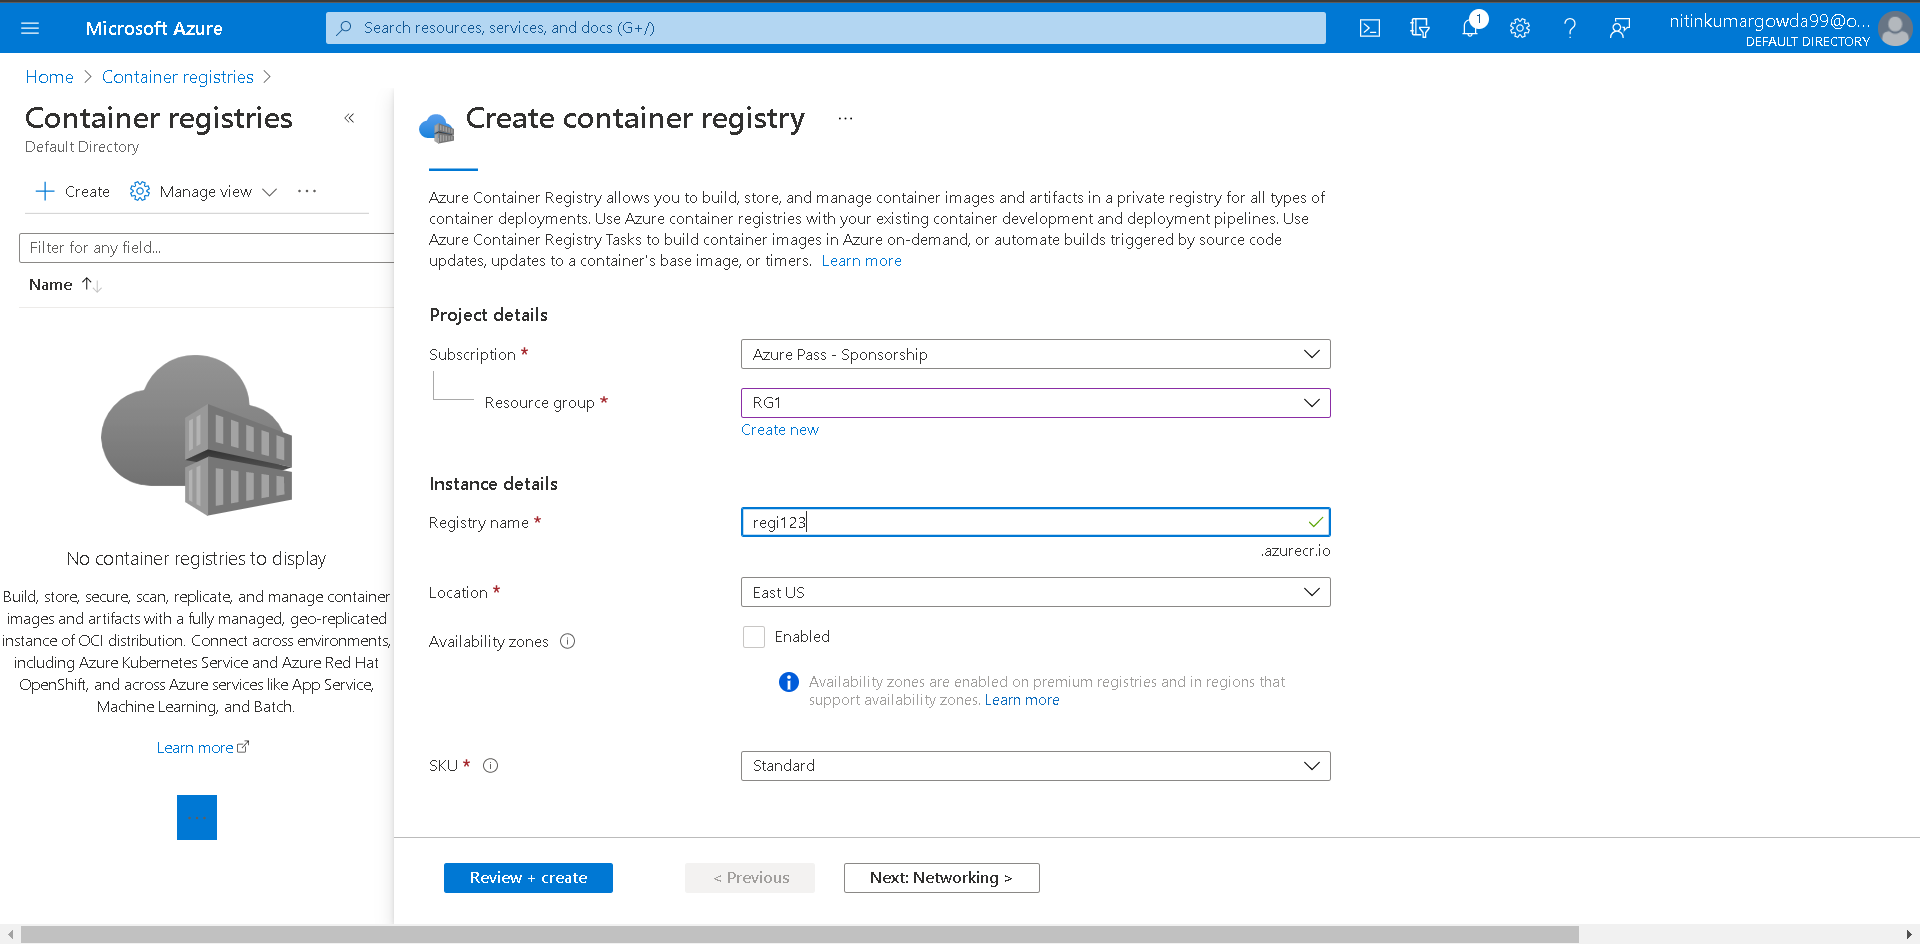 Microsoft Azure
Search resources, services, and docs (G+/)
1
nitinkumargowda99@o...
DEFAULT DIRECTORY
Home > Container registries >
Container registries «
Default Directory
+ Create Manage view ...
Filter for any field...
Name ↑↓
No container registries to display
Build, store, secure, scan, replicate, and manage container
images and artifacts with a fully managed, geo-replicated
instance of OCI distribution. Connect across environments,
including Azure Kubernetes Service and Azure Red Hat
OpenShift, and across Azure services like App Service,
Machine Learning, and Batch.
Learn more
Create container registry ...
Azure Container Registry allows you to build, store, and manage container images and artifacts in a private registry for all types of
container deployments. Use Azure container registries with your existing container development and deployment pipelines. Use
Azure Container Registry Tasks to build container images in Azure on-demand, or automate builds triggered by source code
updates, updates to a container's base image, or timers. Learn more
Project details
Subscription * Azure Pass - Sponsorship
Resource group * RG1
Create new
Instance details
Registry name * regi123
.azurecr.io
Location * East US
Availability zones Enabled
Availability zones are enabled on premium registries and in regions that
support availability zones. Learn more
SKU * Standard
Review + create < Previous Next: Networking >